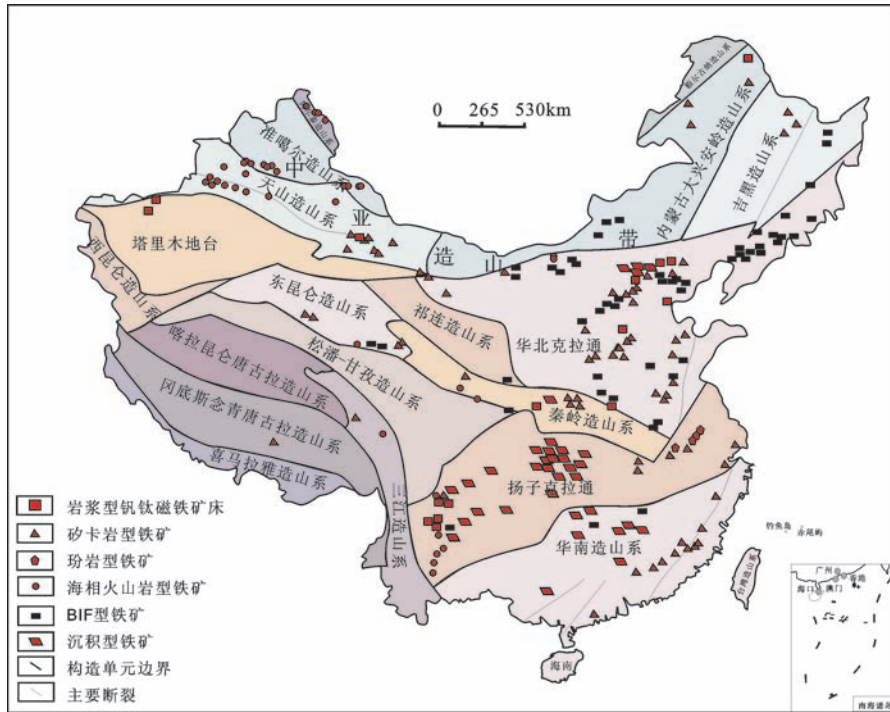 额尔古纳造山系
阿尔泰造山系
0 265 530km
准噶尔造山系
中亚造山带
内蒙古大兴安岭造山系
吉黑造山系
天山造山系
塔里木地台
西昆仑造山系
东昆仑造山系
祁连造山系
华北克拉通
松潘-甘孜造山系
喀拉昆仑唐古拉造山系
冈底斯念青唐古拉造山系
秦岭造山系
喜马拉雅造山系
三江造山系
扬子克拉通
华南造山系
钓鱼岛
赤尾屿
台湾造山系
海南
广州
香港
澳门
海口
南海诸岛
岩浆型钒钛磁铁矿床
矽卡岩型铁矿
玢岩型铁矿
海相火山岩型铁矿
BIF型铁矿
沉积型铁矿
构造单元边界
主要断裂